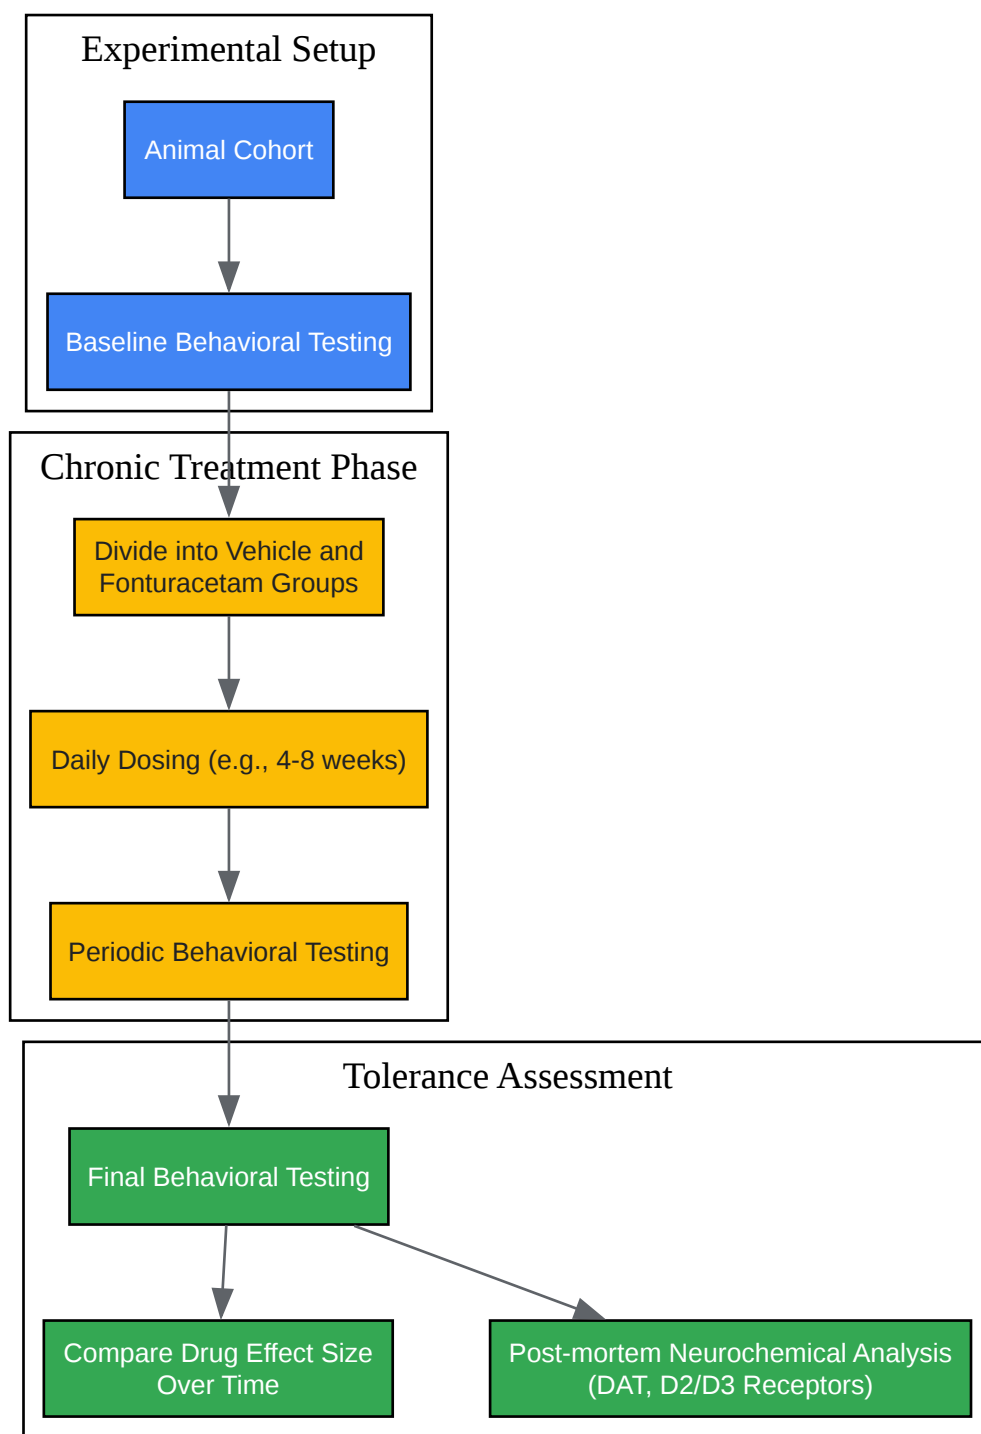 Experimental Setup
Animal Cohort
Baseline Behavioral Testing
Chronic Treatment Phase
Divide into Vehicle and
Fonturacetam Groups
Daily Dosing (e.g., 4-8 weeks)
Periodic Behavioral Testing
Tolerance Assessment
Final Behavioral Testing
Compare Drug Effect Size
Over Time
Post-mortem Neurochemical Analysis
(DAT, D2/D3 Receptors)